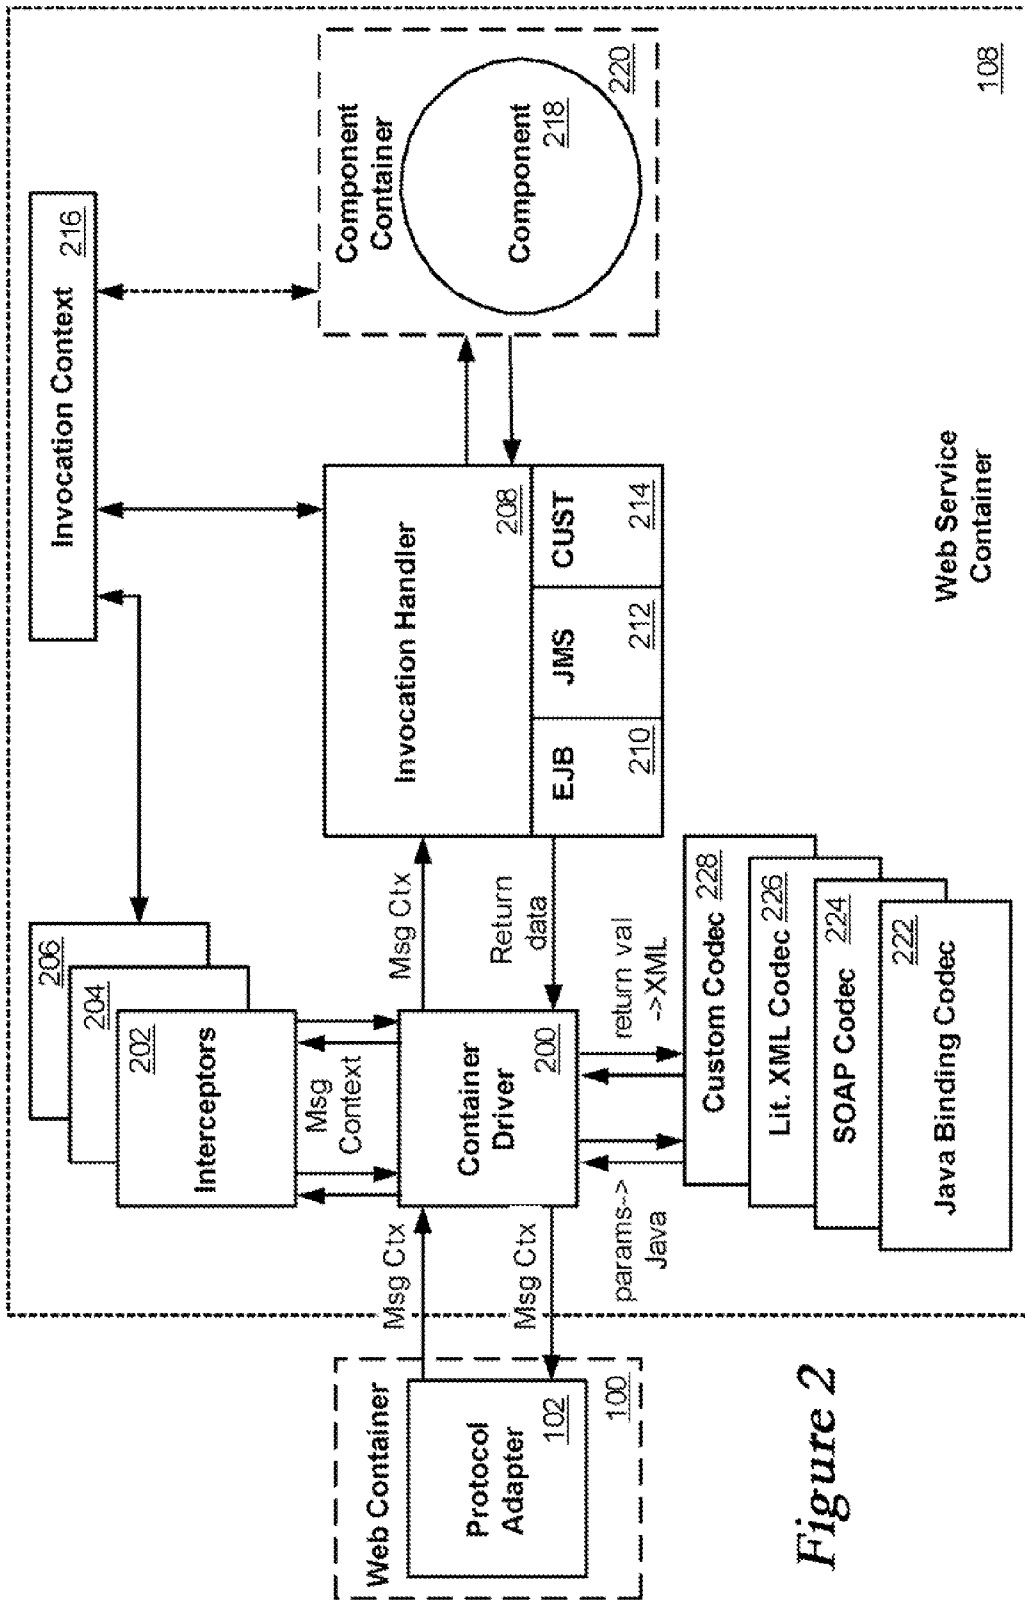 Invocation Context
216
206
204
202
Interceptors
Msg
Context
Web Container
Protocol
Adapter
102
100
Msg Ctx
Msg Ctx
Container
Driver
200
Msg Ctx
Return
data
Invocation Handler
208
EJB
210
JMS
212
CUST
214
Component
Container
Component
218
220
params-->
Java
return val
->XML
Custom Codec
228
Lit. XML Codec
226
SOAP Codec
224
Java Binding Codec
222
Web Service
Container
108
Figure 2